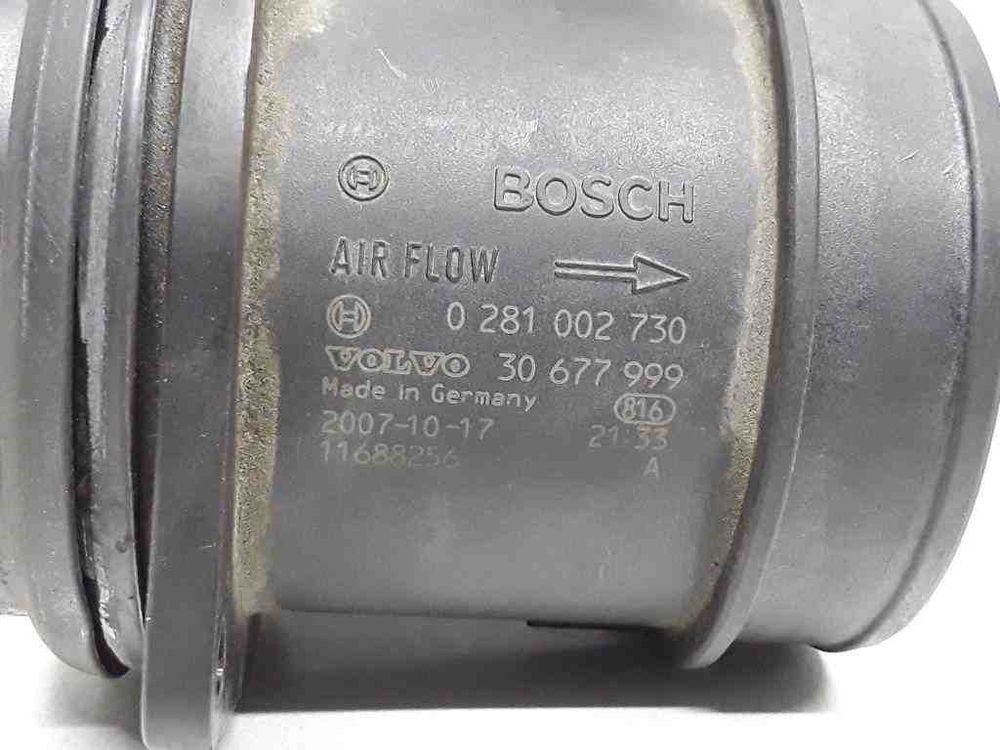 BOSCH
AIR FLOW
0 281 002 730
VOLVO 30 677 999
Made in Germany 816
2007-10-17 21:33
11688256 A